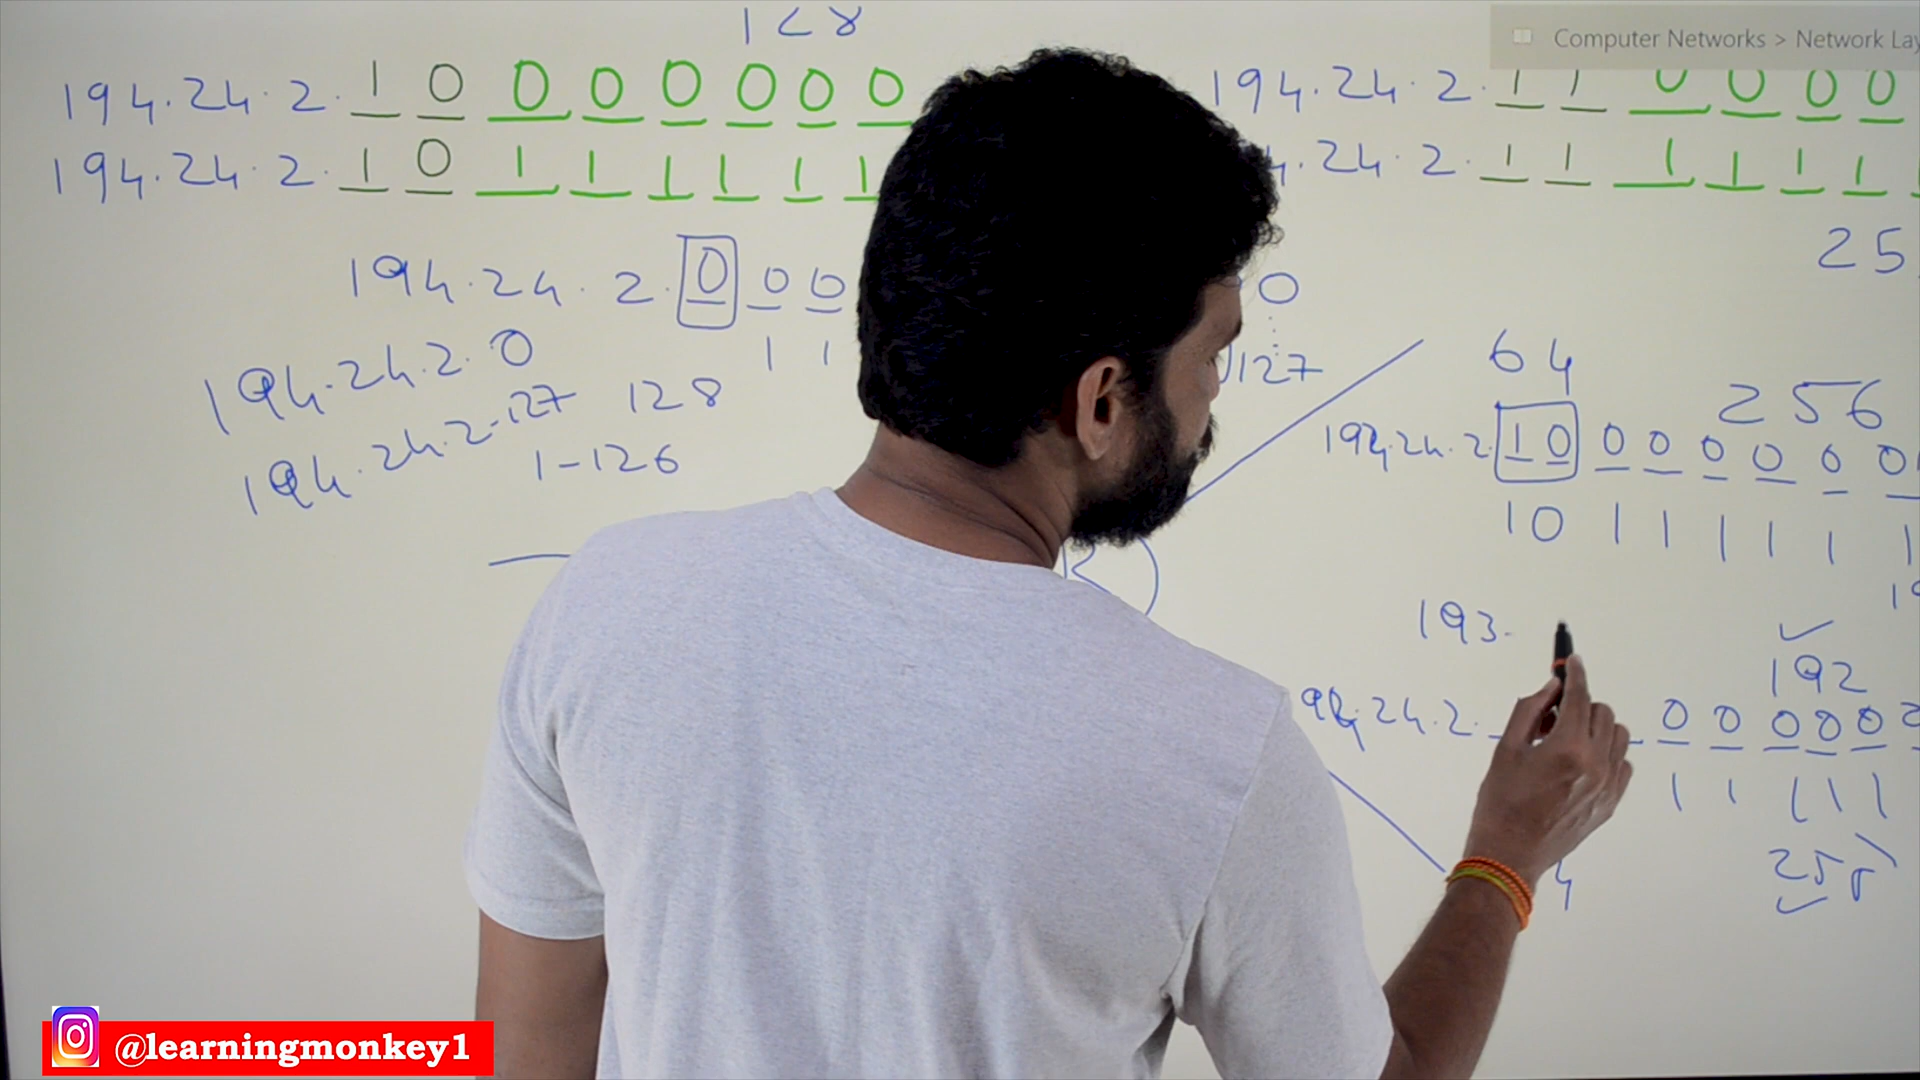 128
194.24.2.1 0 0 0 0 0 0 0
194.24.2.1 0 1 1 1 1 1 1
194.24.2.0 0 0
0
1 1
127
194.24.2.0
194.24.2.127 128
1-126
Computer Networks > Network Lay
194.24.2.1 1 0 0 0 0
.24.2.1 1 1 1 1 1
25
64
256
194.24.2.1 0 0 0 0 0 0 0
1 0 1 1 1 1 1 1
19
193.
192
94.24.2.
0 0 0 0 0
1 1 1 1 1
255
4
@learningmonkey1